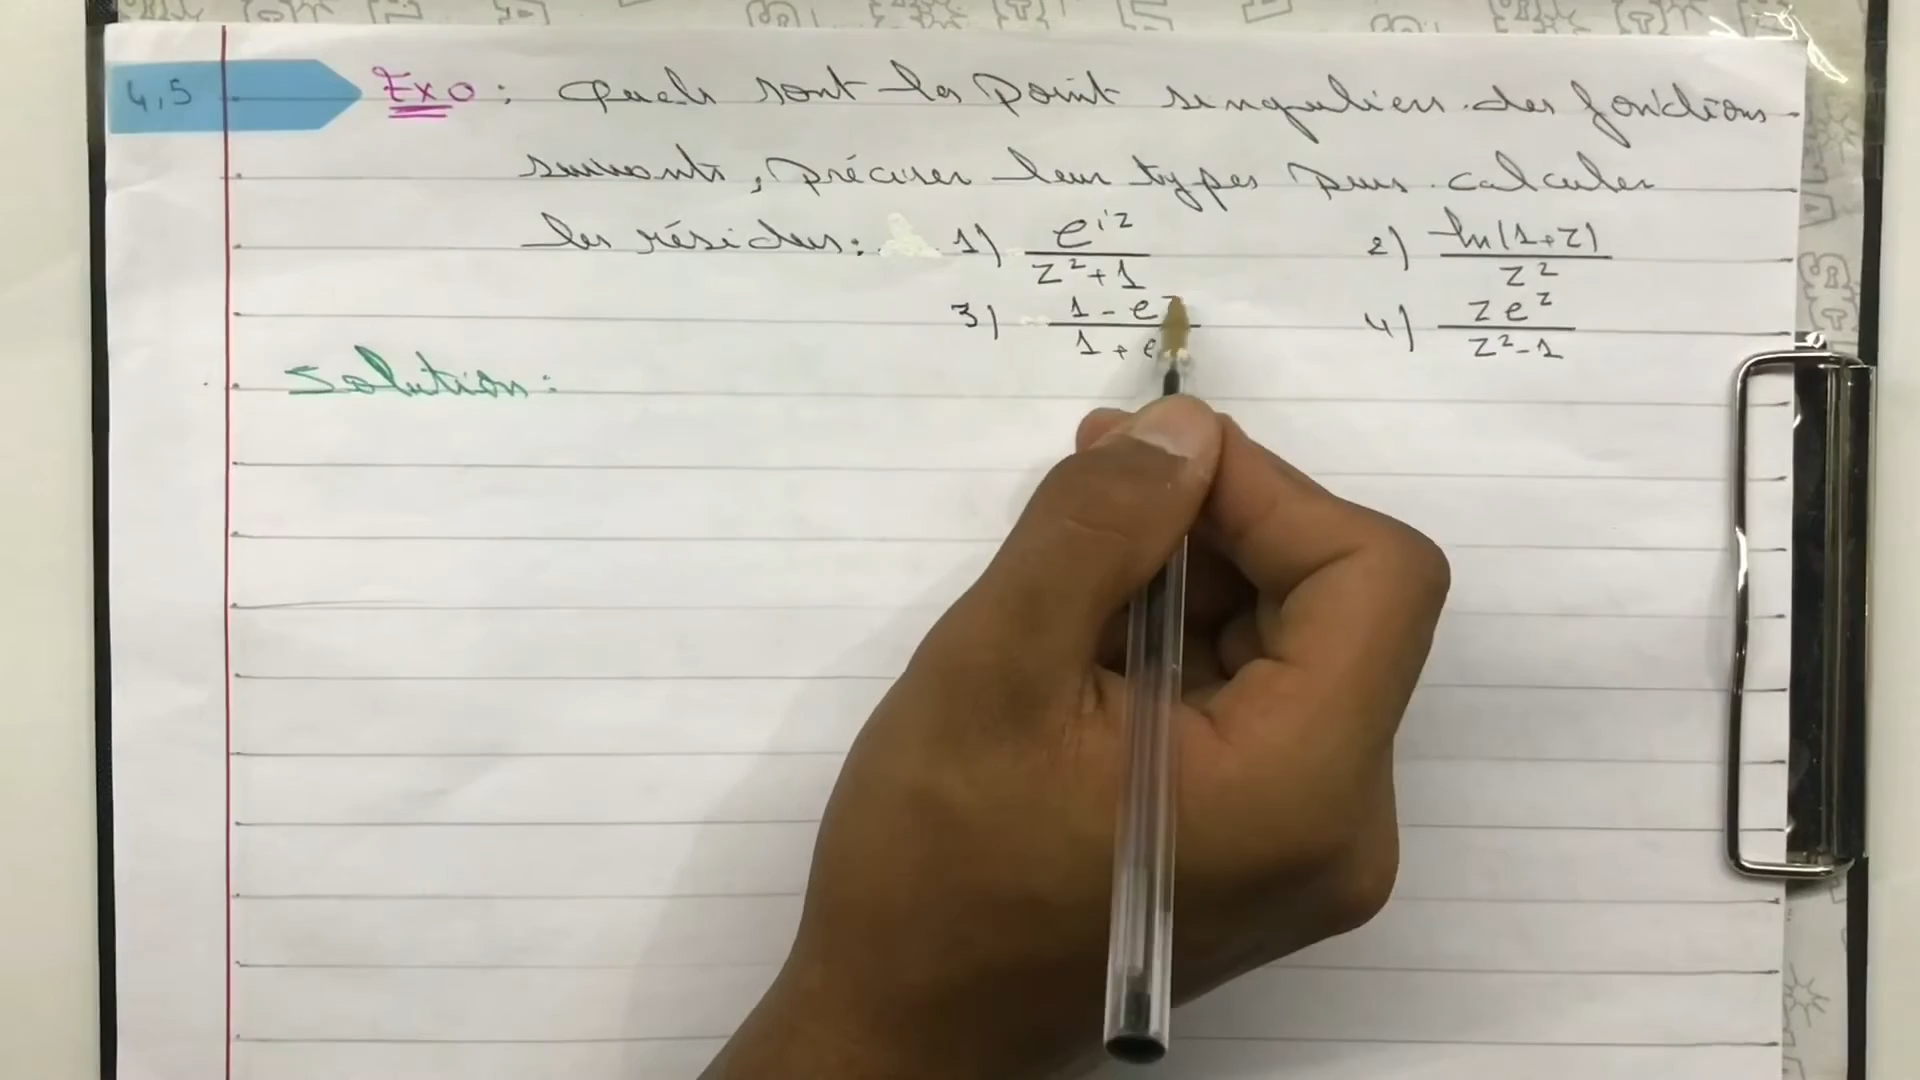 4,5
Exo : Quels sont les point singuliers des fonctions
suivants, préciser leur types puis calculer
les résidus : 1) e^{iz} / (z² + 1) 2) ln(1+z) / z²
3) 1 - e / 1 + e 4) z e^z / (z² - 1)
Solution :